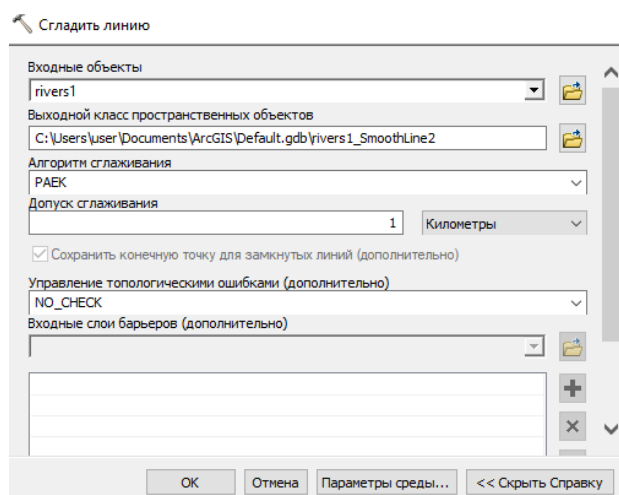 Сгладить линию
Входные объекты
rivers1
Выходной класс пространственных объектов
C:\Users\user\Documents\ArcGIS\Default.gdb\rivers1_SmoothLine2
Алгоритм сглаживания
PAEK
Допуск сглаживания
1 Километры
Сохранить конечную точку для замкнутых линий (дополнительно)
Управление топологическими ошибками (дополнительно)
NO_CHECK
Входные слои барьеров (дополнительно)
OK Отмена Параметры среды... << Скрыть Справку